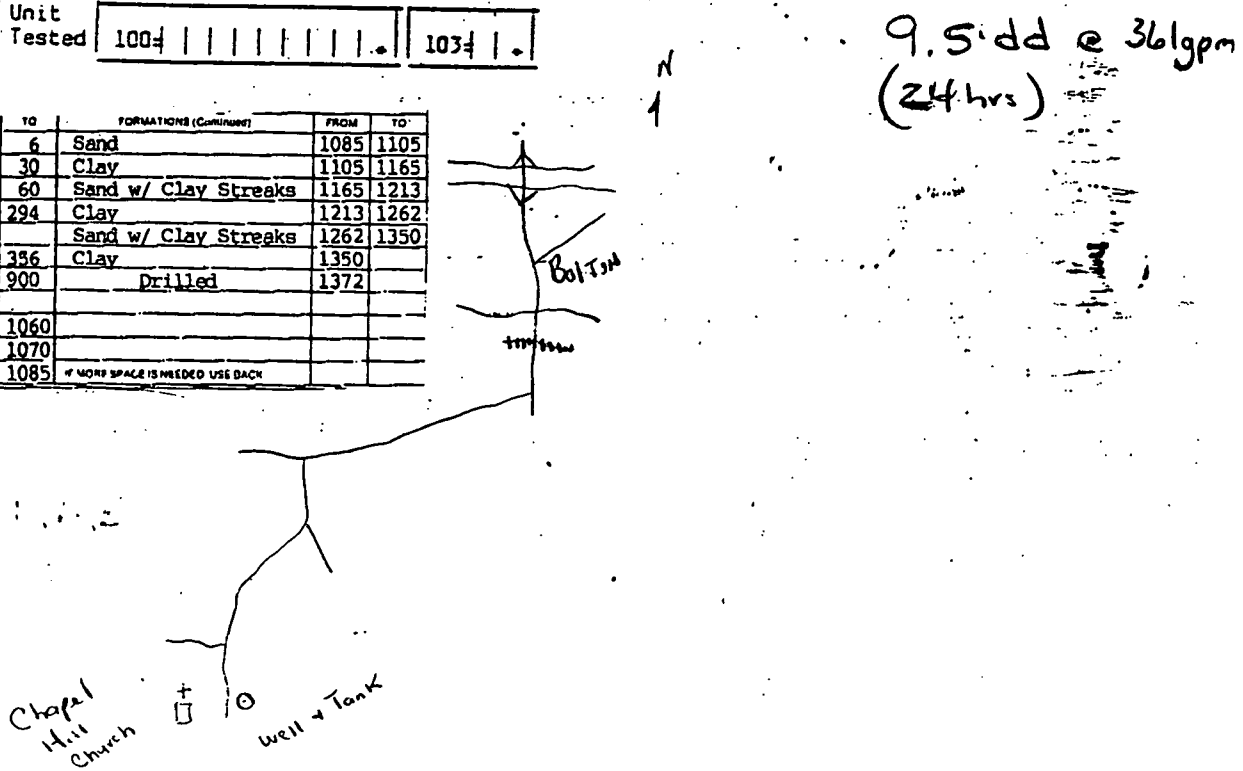 Unit
Tested 100= 103=
9.5' dd @ 361gpm
(24 hrs)
N
TO FORMATIONS (Continued) FROM TO
6 Sand 1085 1105
30 Clay 1105 1165
60 Sand w/ Clay Streaks 1165 1213
294 Clay 1213 1262
Sand w/ Clay Streaks 1262 1350
356 Clay 1350
900 Drilled 1372
1060
1070
1085 IF MORE SPACE IS NEEDED USE BACK
Bolton
Chapel
Hill
Church
Well & Tank